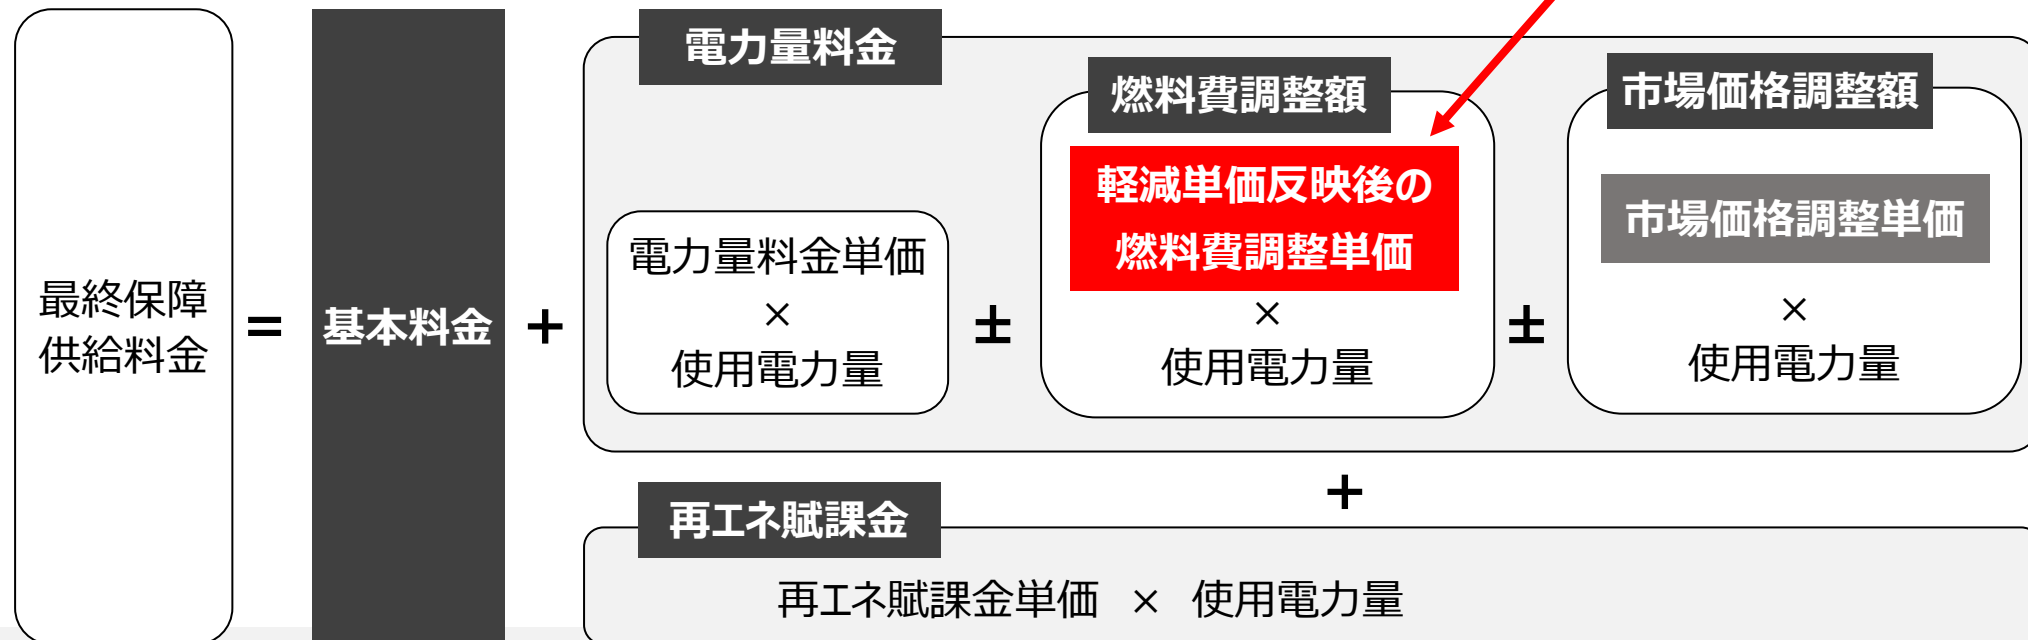 最終保障
供給料金
=
基本料金
+
電力量料金
電力量料金単価
×
使用電力量
±
燃料費調整額
軽減単価反映後の
燃料費調整単価
×
使用電力量
±
市場価格調整額
市場価格調整単価
×
使用電力量
+
再エネ賦課金
再エネ賦課金単価 × 使用電力量